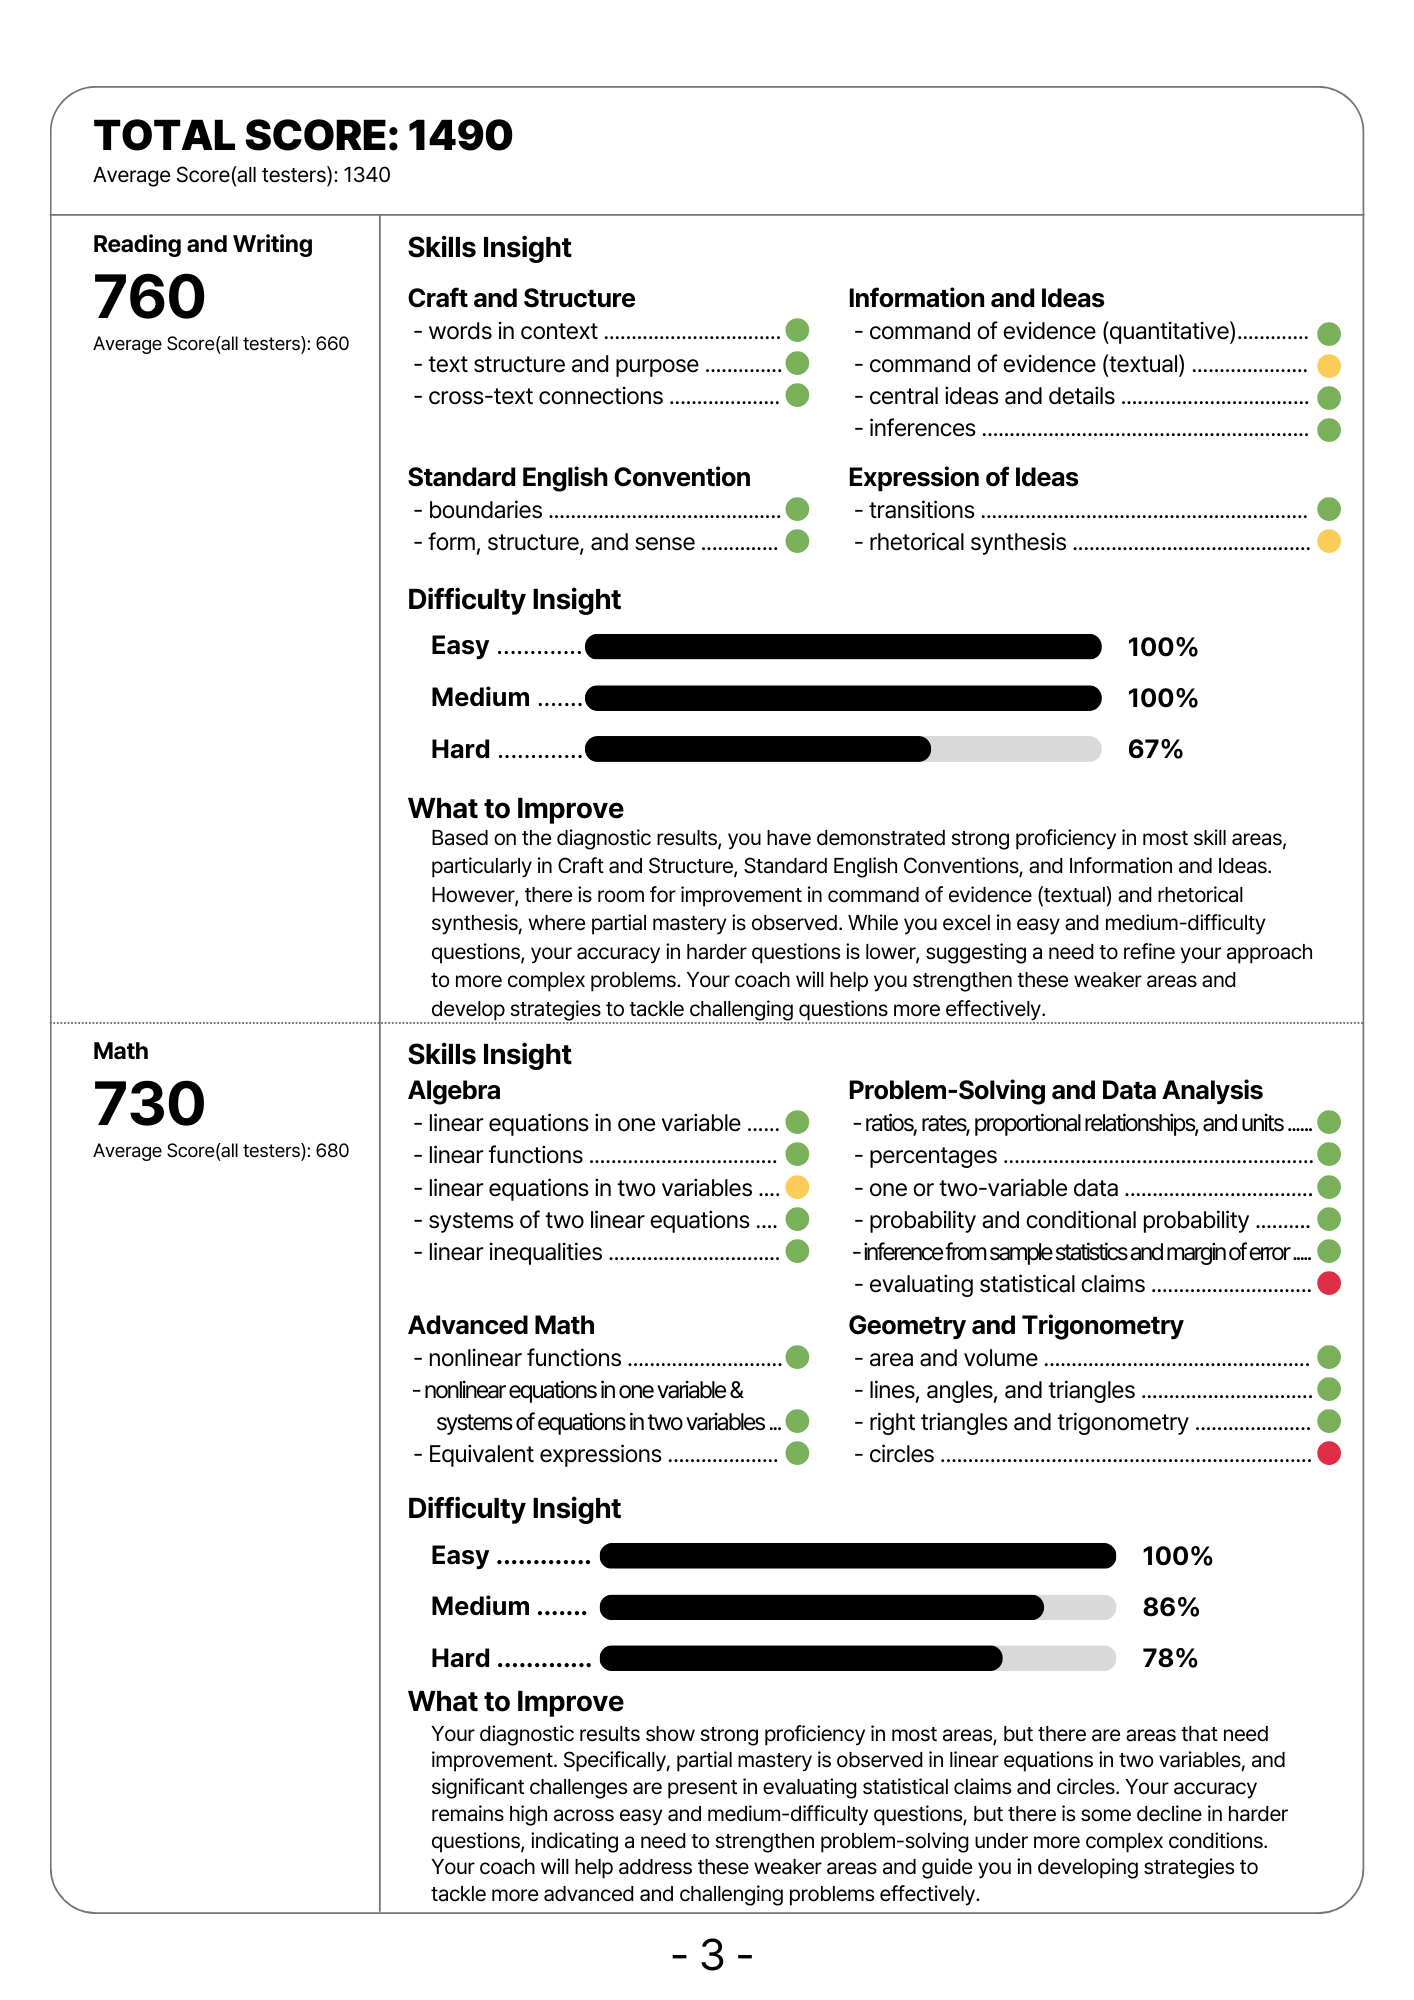 TOTAL SCORE: 1490
Average Score(all testers): 1340
Reading and Writing
760
Average Score(all testers): 660
Skills Insight
Craft and Structure
- words in context ................................
- text structure and purpose ..............
- cross-text connections ....................
Information and Ideas
- command of evidence (quantitative).............
- command of evidence (textual) .....................
- central ideas and details ..................................
- inferences ...........................................................
Standard English Convention
- boundaries ..........................................
- form, structure, and sense ..............
Expression of Ideas
- transitions ...........................................................
- rhetorical synthesis ...........................................
Difficulty Insight
Easy ............. 100%
Medium ....... 100%
Hard ............. 67%
What to Improve
Based on the diagnostic results, you have demonstrated strong proficiency in most skill areas,
particularly in Craft and Structure, Standard English Conventions, and Information and Ideas.
However, there is room for improvement in command of evidence (textual) and rhetorical
synthesis, where partial mastery is observed. While you excel in easy and medium-difficulty
questions, your accuracy in harder questions is lower, suggesting a need to refine your approach
to more complex problems. Your coach will help you strengthen these weaker areas and
develop strategies to tackle challenging questions more effectively.
Math
730
Average Score(all testers): 680
Skills Insight
Algebra
- linear equations in one variable ......
- linear functions ..................................
- linear equations in two variables ....
- systems of two linear equations ....
- linear inequalities ...............................
Problem-Solving and Data Analysis
- ratios, rates, proportional relationships, and units ......
- percentages ........................................................
- one or two-variable data ..................................
- probability and conditional probability ..........
- inference from sample statistics and margin of error .....
- evaluating statistical claims .............................
Advanced Math
- nonlinear functions ............................
- nonlinear equations in one variable &
systems of equations in two variables ...
- Equivalent expressions ....................
Geometry and Trigonometry
- area and volume ................................................
- lines, angles, and triangles ...............................
- right triangles and trigonometry .....................
- circles ...................................................................
Difficulty Insight
Easy ............. 100%
Medium ....... 86%
Hard ............. 78%
What to Improve
Your diagnostic results show strong proficiency in most areas, but there are areas that need
improvement. Specifically, partial mastery is observed in linear equations in two variables, and
significant challenges are present in evaluating statistical claims and circles. Your accuracy
remains high across easy and medium-difficulty questions, but there is some decline in harder
questions, indicating a need to strengthen problem-solving under more complex conditions.
Your coach will help address these weaker areas and guide you in developing strategies to
tackle more advanced and challenging problems effectively.
- 3 -